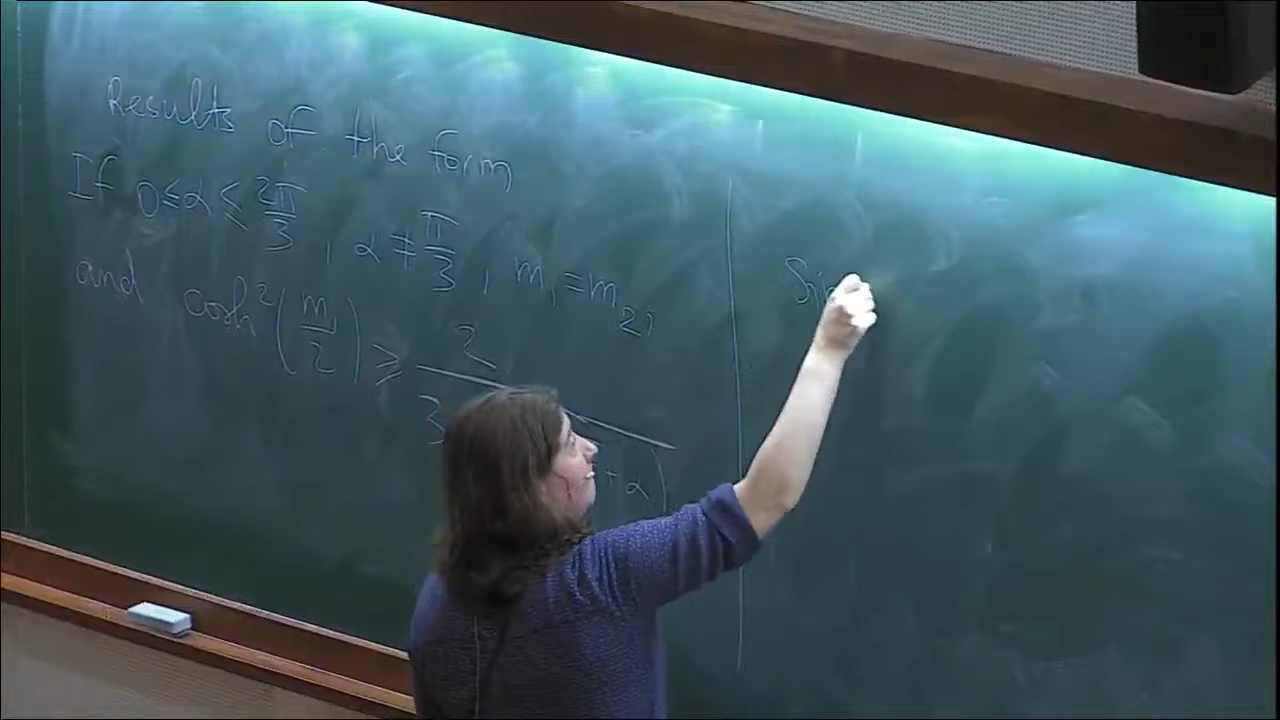 Results of the form
If 0 ≤ α ≤ 2π/3, α ≠ π/3, m₁ = m₂,
and cosh²(m₁/2) ≥ 2
3
+ α)